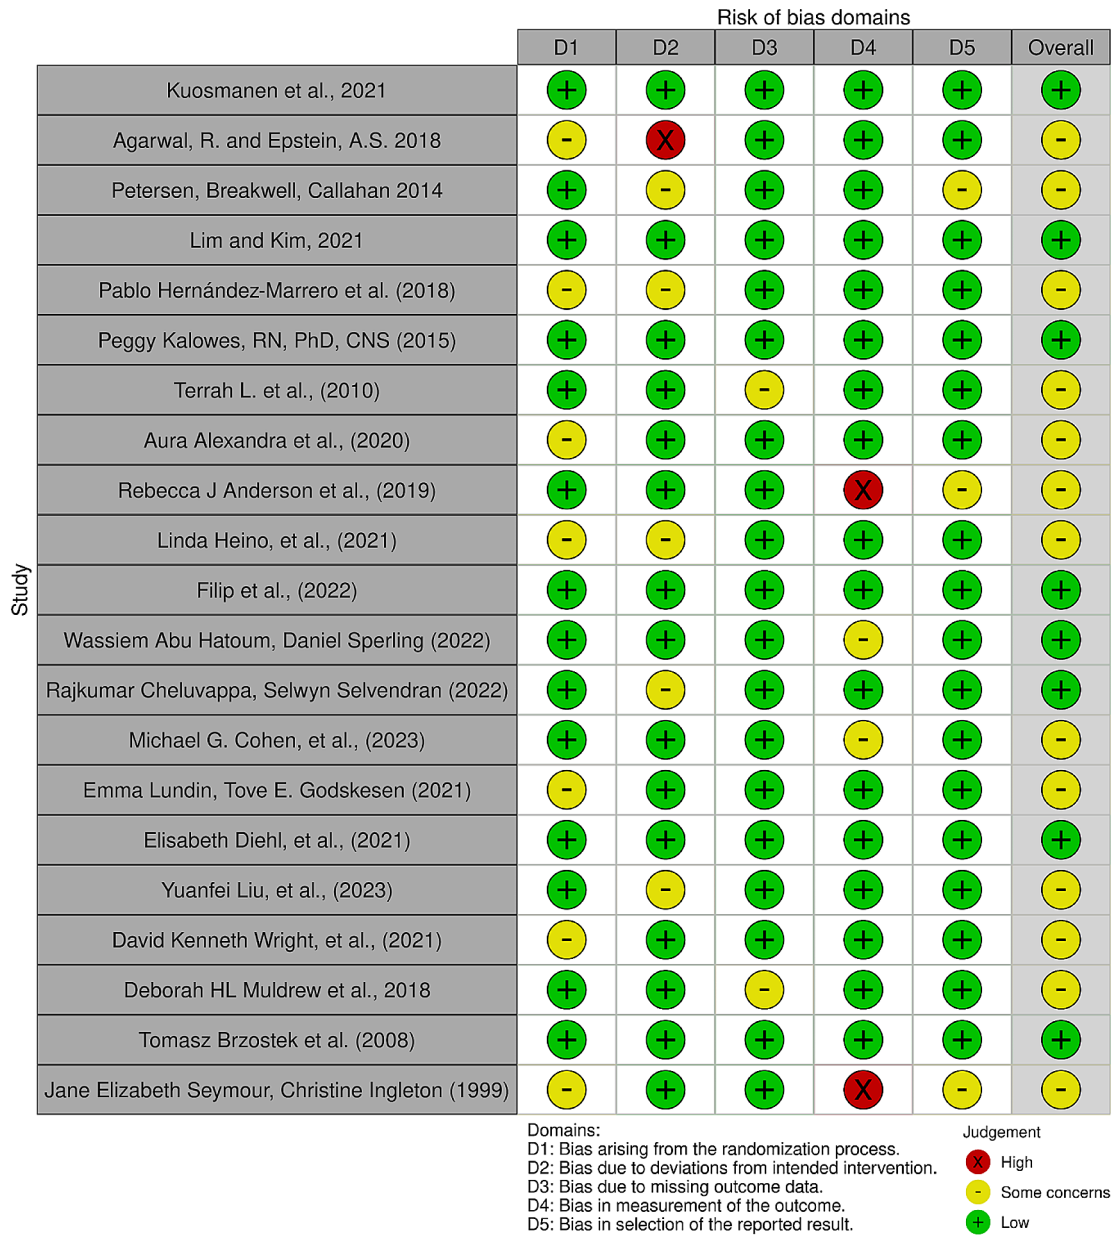 Risk of bias domains
D1 D2 D3 D4 D5 Overall
Study
Kuosmanen et al., 2021 + + + + + +
Agarwal, R. and Epstein, A.S. 2018 - X + + + -
Petersen, Breakwell, Callahan 2014 + - + + - -
Lim and Kim, 2021 + + + + + +
Pablo Hernández-Marrero et al. (2018) - - + + + -
Peggy Kalowes, RN, PhD, CNS (2015) + + + + + +
Terrah L. et al., (2010) + + - + + -
Aura Alexandra et al., (2020) - + + + + -
Rebecca J Anderson et al., (2019) + + + X - -
Linda Heino, et al., (2021) - - + + + -
Filip et al., (2022) + + + + + +
Wassiem Abu Hatoum, Daniel Sperling (2022) + + + - + +
Rajkumar Cheluvappa, Selwyn Selvendran (2022) + - + + + +
Michael G. Cohen, et al., (2023) + + + - + -
Emma Lundin, Tove E. Godskesen (2021) - + + + + -
Elisabeth Diehl, et al., (2021) + + + + + +
Yuanfei Liu, et al., (2023) + - + + + -
David Kenneth Wright, et al., (2021) - + + + + -
Deborah HL Muldrew et al., 2018 + + - + + -
Tomasz Brzostek et al. (2008) + + + + + +
Jane Elizabeth Seymour, Christine Ingleton (1999) - + + X - -
Domains:
D1: Bias arising from the randomization process.
D2: Bias due to deviations from intended intervention.
D3: Bias due to missing outcome data.
D4: Bias in measurement of the outcome.
D5: Bias in selection of the reported result.
Judgement
X High
- Some concerns
+ Low